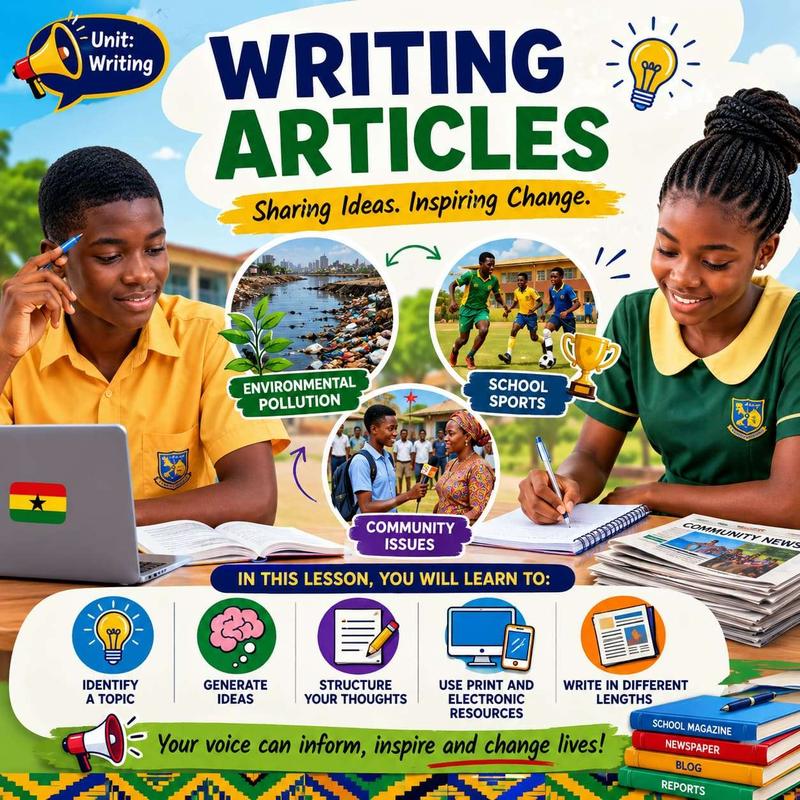 Unit:
Writing
WRITING
ARTICLES
Sharing Ideas. Inspiring Change.
ENVIRONMENTAL
POLLUTION
SCHOOL
SPORTS
COMMUNITY
ISSUES
COMMUNITY NEWS
IN THIS LESSON, YOU WILL LEARN TO:
IDENTIFY
A TOPIC
GENERATE
IDEAS
STRUCTURE
YOUR THOUGHTS
USE PRINT AND
ELECTRONIC
RESOURCES
WRITE IN DIFFERENT
LENGTHS
Your voice can inform, inspire and change lives!
SCHOOL MAGAZINE
NEWSPAPER
BLOG
REPORTS